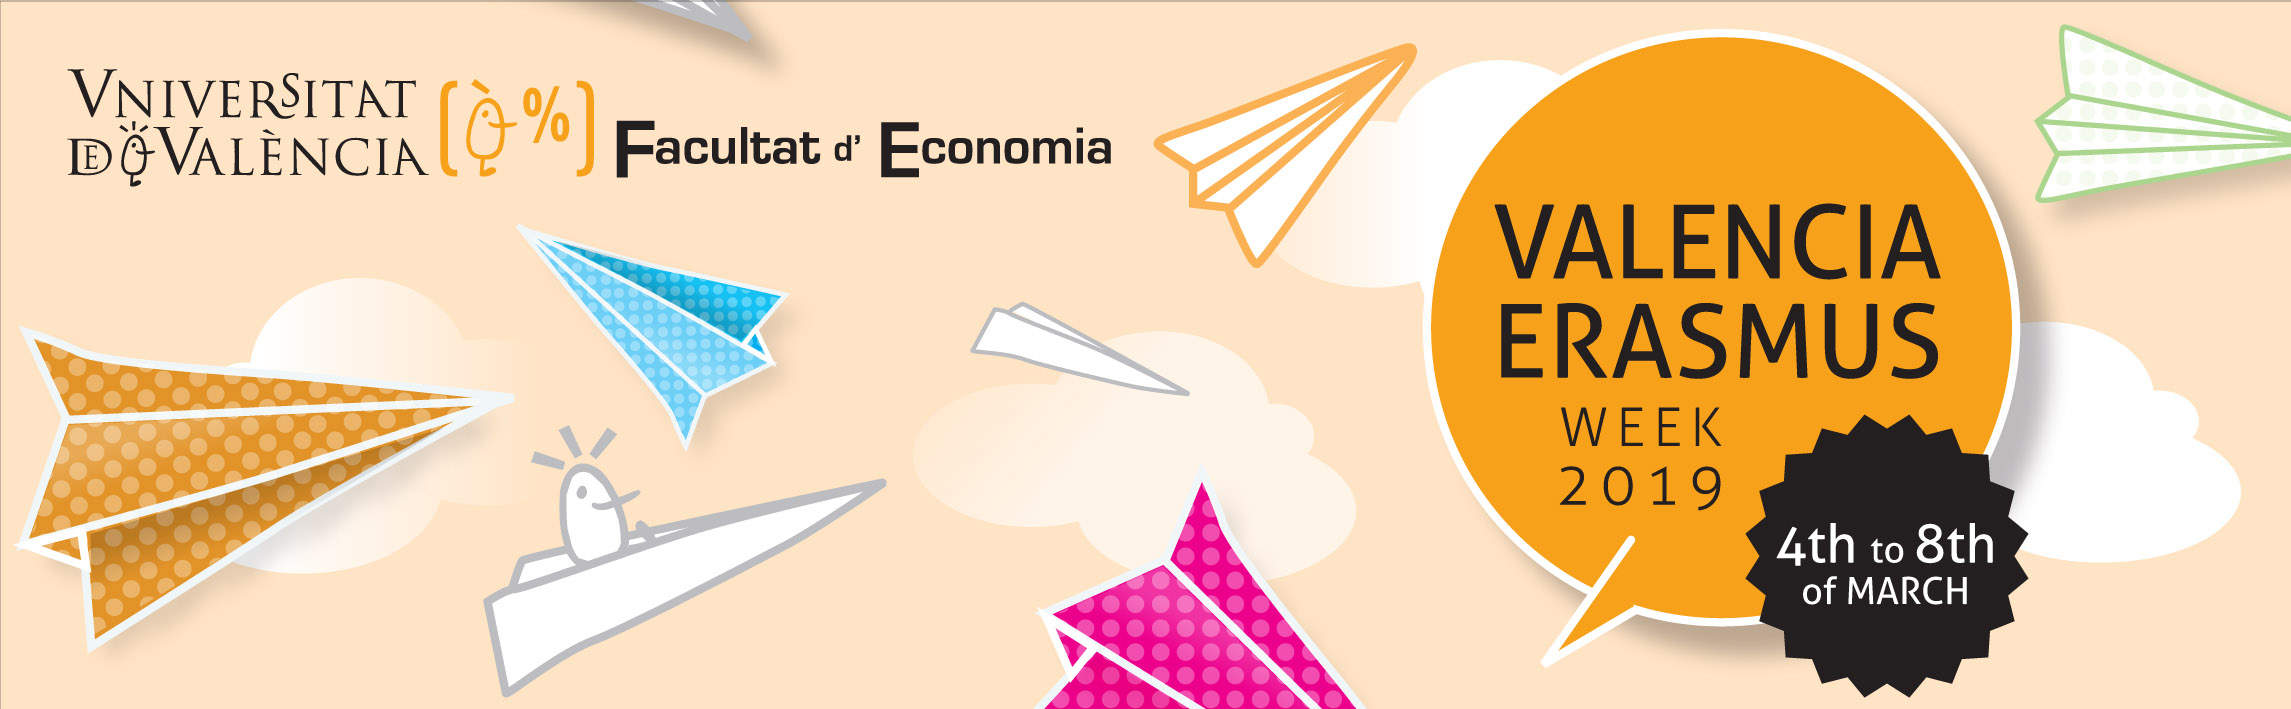 VNIVERSITAT
DE VALÈNCIA
[ò%] Facultat d' Economia
VALENCIA
ERASMUS
WEEK
2019
4th to 8th
of MARCH